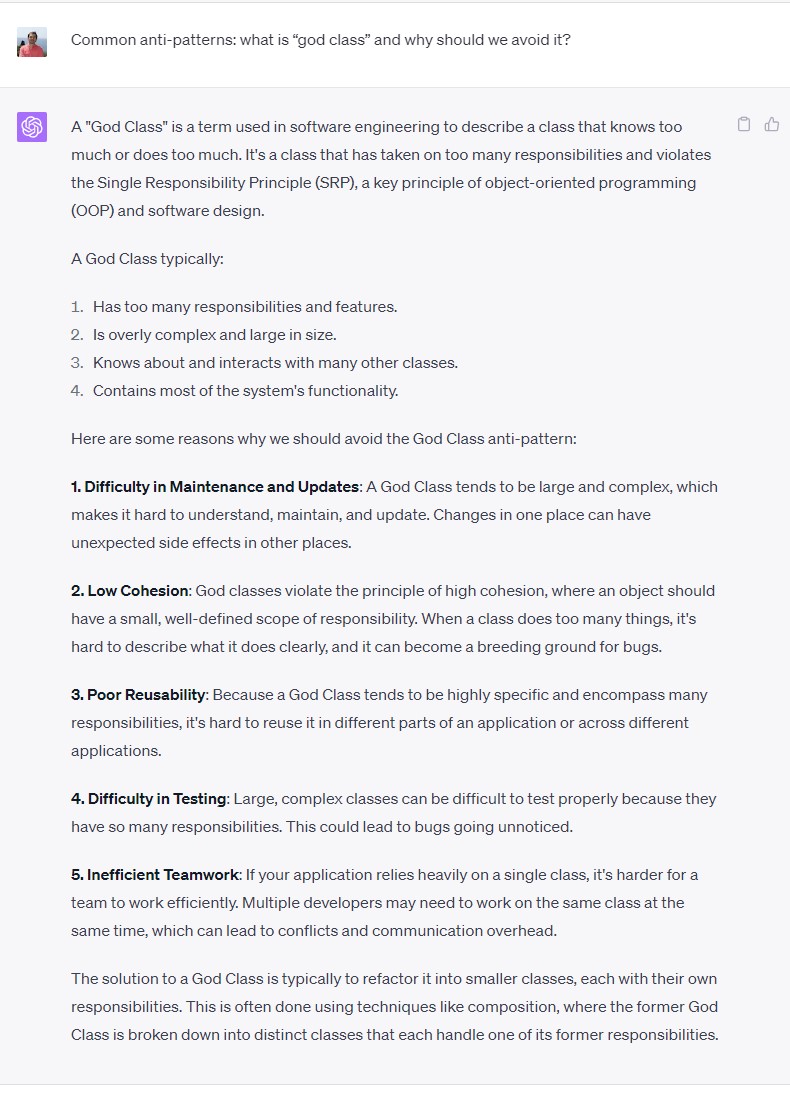 Common anti-patterns: what is “god class” and why should we avoid it?
A "God Class" is a term used in software engineering to describe a class that knows too
much or does too much. It's a class that has taken on too many responsibilities and violates
the Single Responsibility Principle (SRP), a key principle of object-oriented programming
(OOP) and software design.
A God Class typically:
1. Has too many responsibilities and features.
2. Is overly complex and large in size.
3. Knows about and interacts with many other classes.
4. Contains most of the system's functionality.
Here are some reasons why we should avoid the God Class anti-pattern:
1. Difficulty in Maintenance and Updates: A God Class tends to be large and complex, which
makes it hard to understand, maintain, and update. Changes in one place can have
unexpected side effects in other places.
2. Low Cohesion: God classes violate the principle of high cohesion, where an object should
have a small, well-defined scope of responsibility. When a class does too many things, it's
hard to describe what it does clearly, and it can become a breeding ground for bugs.
3. Poor Reusability: Because a God Class tends to be highly specific and encompass many
responsibilities, it's hard to reuse it in different parts of an application or across different
applications.
4. Difficulty in Testing: Large, complex classes can be difficult to test properly because they
have so many responsibilities. This could lead to bugs going unnoticed.
5. Inefficient Teamwork: If your application relies heavily on a single class, it's harder for a
team to work efficiently. Multiple developers may need to work on the same class at the
same time, which can lead to conflicts and communication overhead.
The solution to a God Class is typically to refactor it into smaller classes, each with their own
responsibilities. This is often done using techniques like composition, where the former God
Class is broken down into distinct classes that each handle one of its former responsibilities.